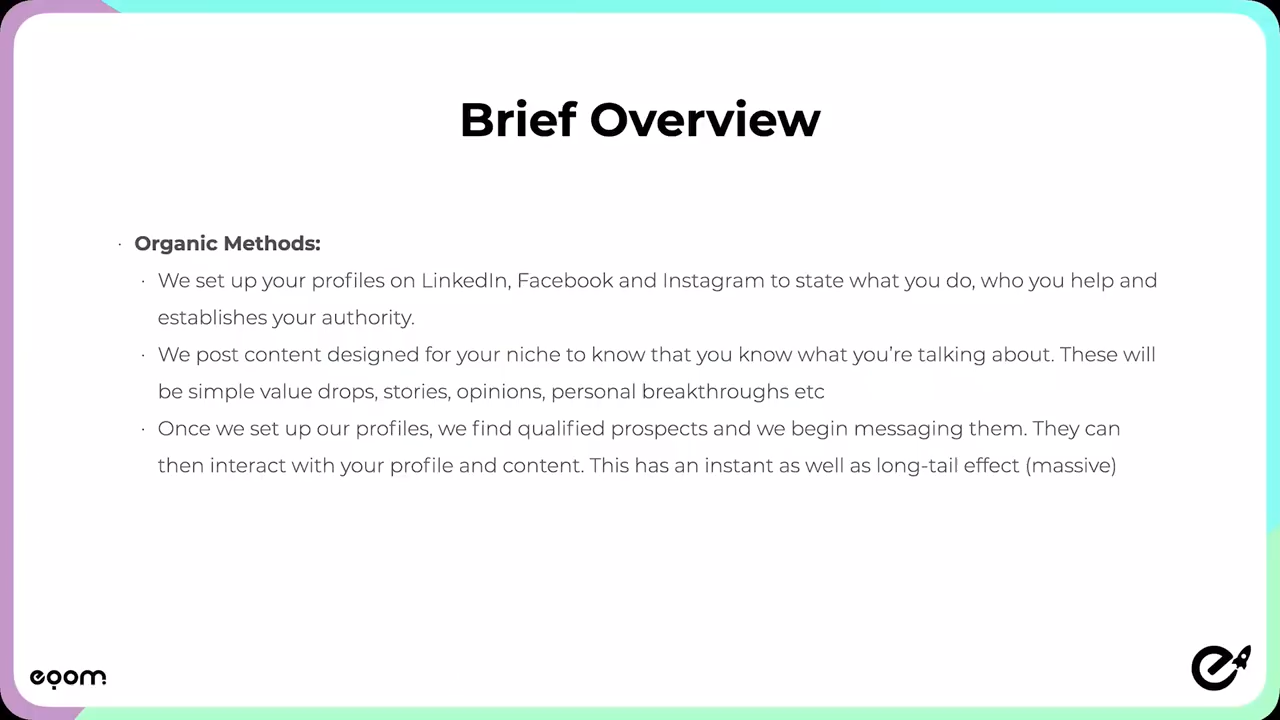 Brief Overview
· Organic Methods:
· We set up your profiles on LinkedIn, Facebook and Instagram to state what you do, who you help and
establishes your authority.
· We post content designed for your niche to know that you know what you’re talking about. These will
be simple value drops, stories, opinions, personal breakthroughs etc
· Once we set up our profiles, we find qualified prospects and we begin messaging them. They can
then interact with your profile and content. This has an instant as well as long-tail effect (massive)
eqom